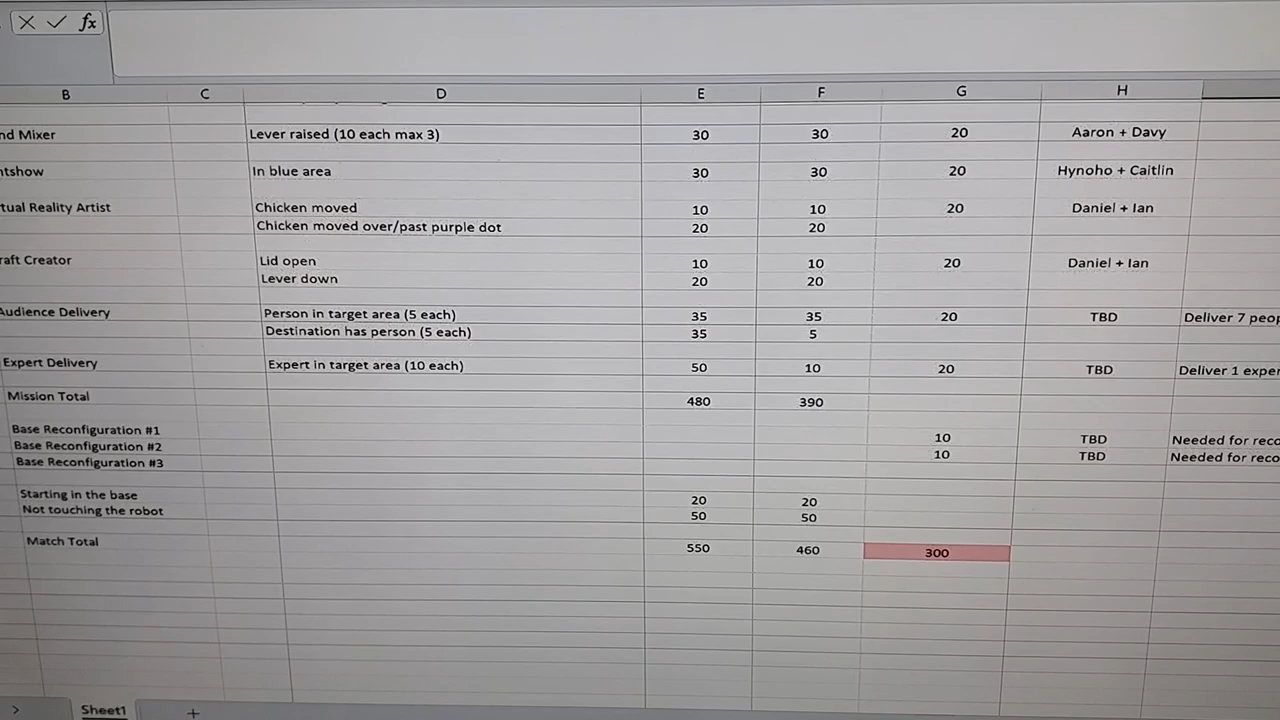 fx
B C D E F G H
nd Mixer Lever raised (10 each max 3) 30 30 20 Aaron + Davy
ntshow In blue area 30 30 20 Hynoho + Caitlin
tual Reality Artist Chicken moved 10 10 20 Daniel + Ian
Chicken moved over/past purple dot 20 20
raft Creator Lid open 10 10 20 Daniel + Ian
Lever down 20 20
Audience Delivery Person in target area (5 each) 35 35 20 TBD Deliver 7 peop
Destination has person (5 each) 35 5
Expert Delivery Expert in target area (10 each) 50 10 20 TBD Deliver 1 exper
Mission Total 480 390
Base Reconfiguration #1 10 TBD Needed for reco
Base Reconfiguration #2 10 TBD Needed for reco
Base Reconfiguration #3
Starting in the base 20 20
Not touching the robot 50 50
Match Total 550 460 300
Sheet1 +